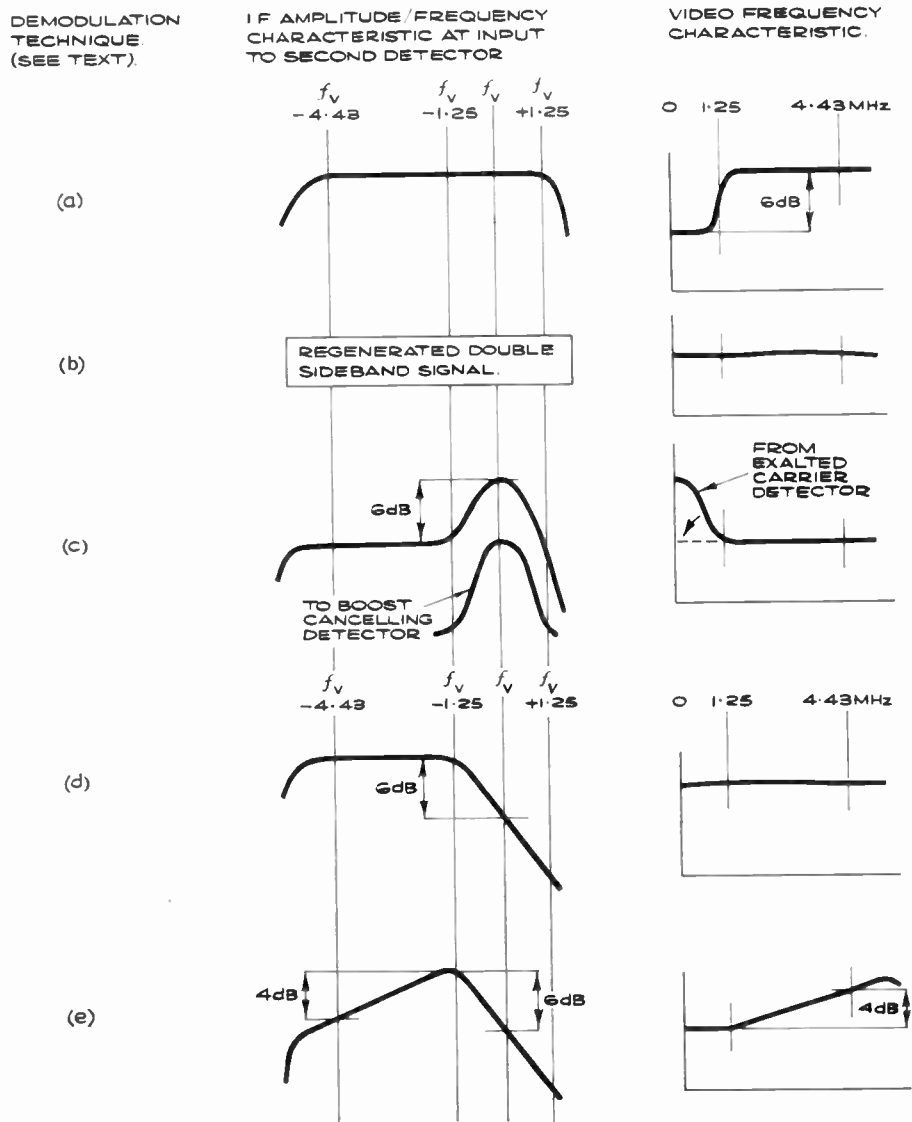 DEMODULATION
TECHNIQUE.
(SEE TEXT).
I F AMPLITUDE/FREQUENCY
CHARACTERISTIC AT INPUT
TO SECOND DETECTOR
VIDEO FREQUENCY
CHARACTERISTIC.
fv
-4·43
fv
-1·25
fv
fv
+1·25
0 1·25 4·43MHz
(a)
6dB
(b)
REGENERATED DOUBLE
SIDEBAND SIGNAL.
(c)
6dB
TO BOOST
CANCELLING
DETECTOR
FROM
EXALTED
CARRIER
DETECTOR
fv
-4·43
fv
-1·25
fv
fv
+1·25
0 1·25 4·43MHz
(d)
6dB
(e)
4dB
6dB
4dB